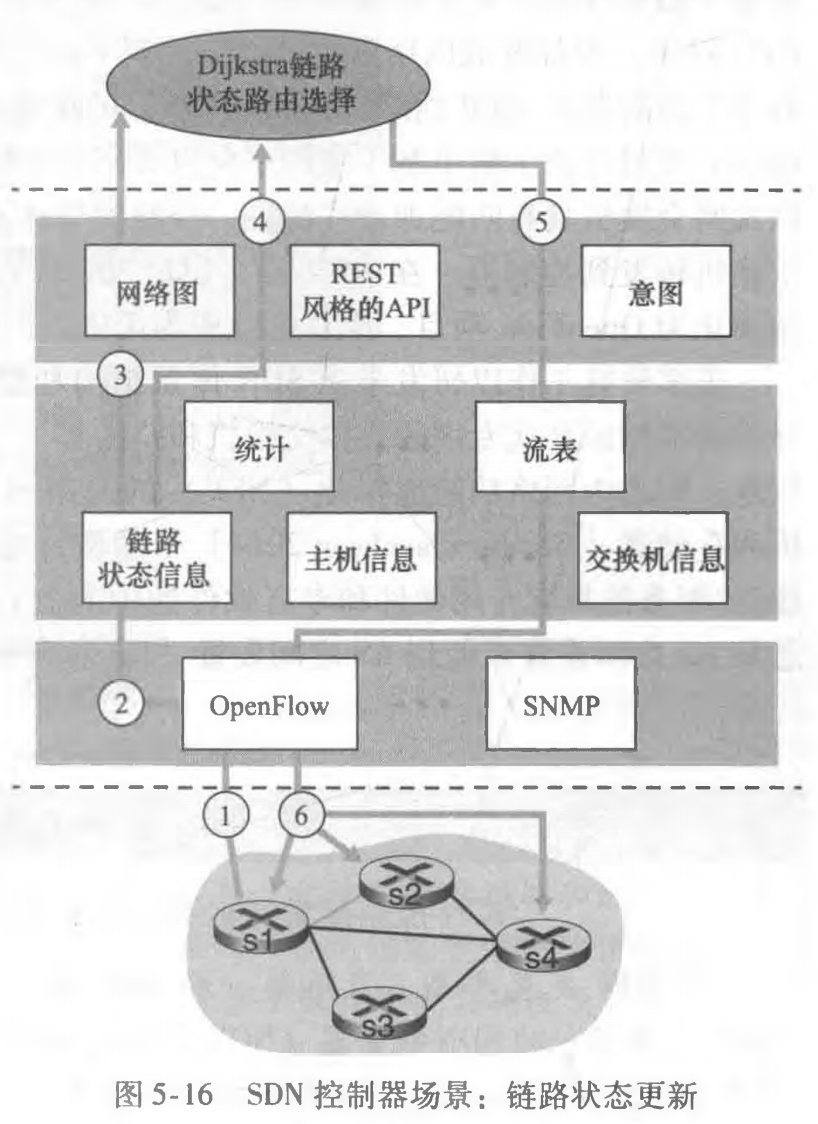 Dijkstra链路
状态路由选择
4
5
网络图
REST
风格的API
意图
3
统计
流表
链路
状态信息
主机信息
交换机信息
2
OpenFlow
SNMP
1
6
s1
s2
s3
s4
图 5-16 SDN 控制器场景：链路状态更新